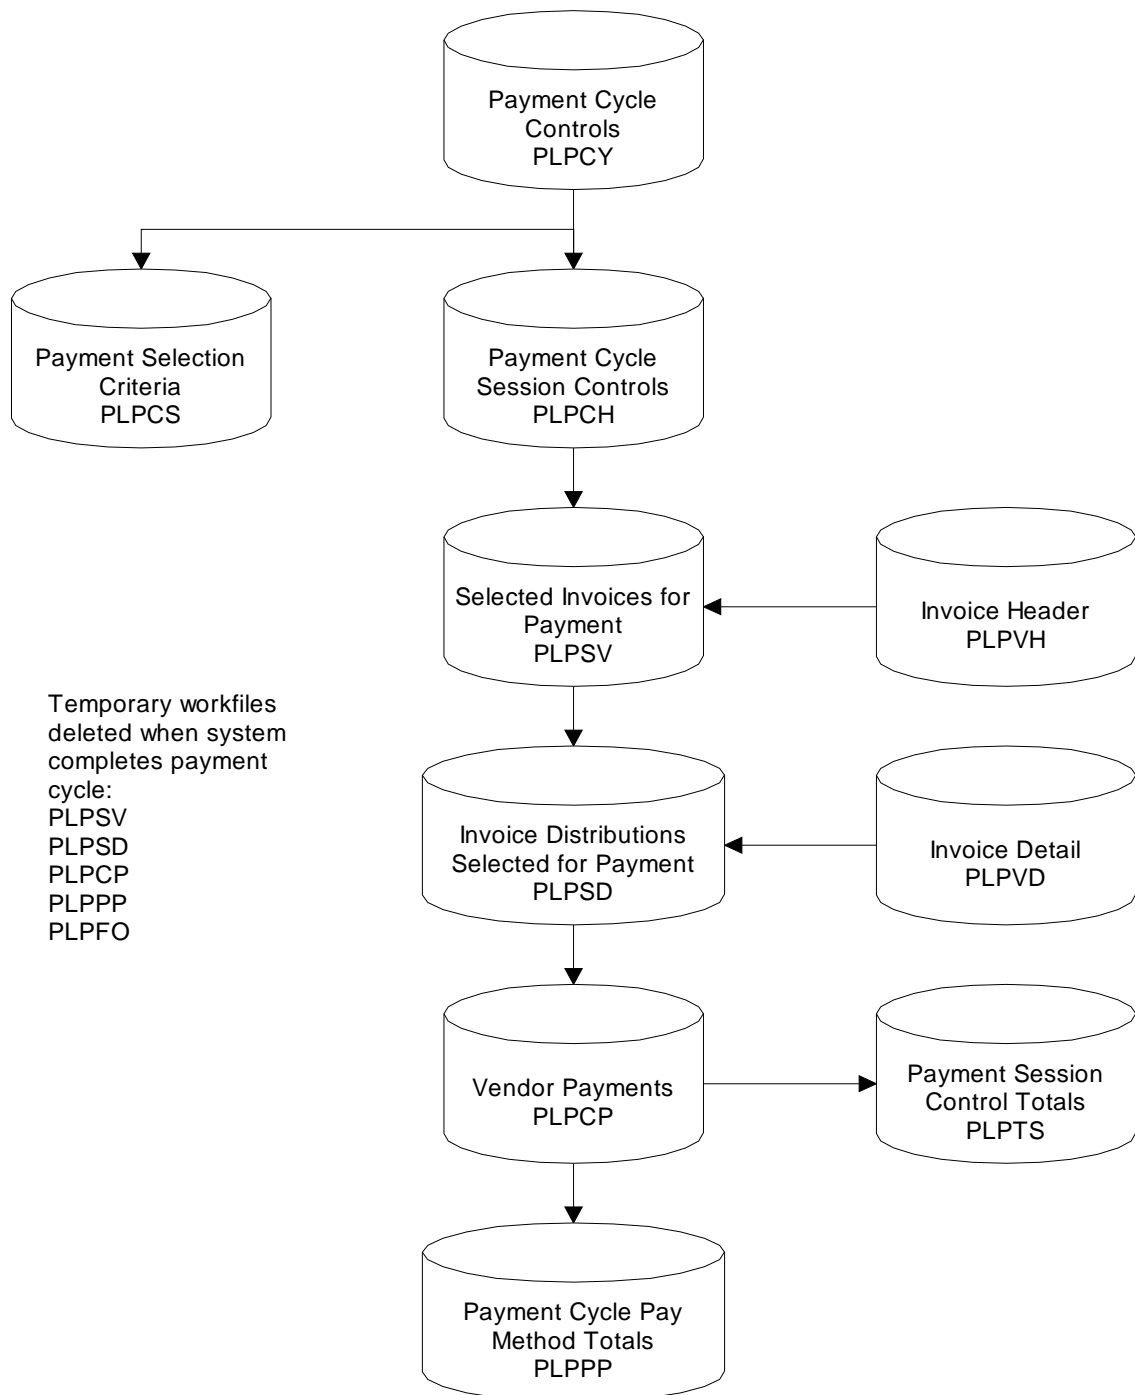 Payment Cycle
Controls
PLPCY
Payment Selection
Criteria
PLPCS
Payment Cycle
Session Controls
PLPCH
Selected Invoices for
Payment
PLPSV
Invoice Header
PLPVH
Temporary workfiles
deleted when system
completes payment
cycle:
PLPSV
PLPSD
PLPCP
PLPPP
PLPFO
Invoice Distributions
Selected for Payment
PLPSD
Invoice Detail
PLPVD
Vendor Payments
PLPCP
Payment Session
Control Totals
PLPTS
Payment Cycle Pay
Method Totals
PLPPP